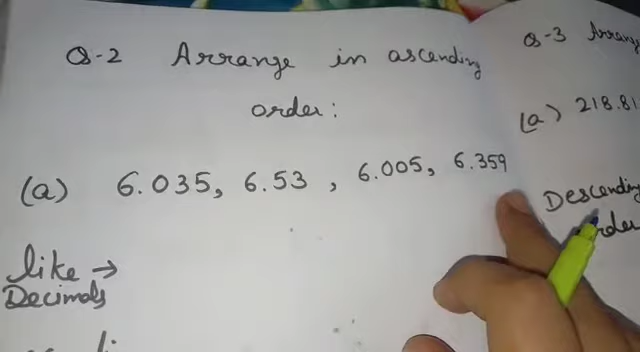 Q-2 Arrange in ascending
order:
(a) 6.035, 6.53, 6.005, 6.359
like →
Decimals
Q-3 Arrange
(a) 218.81
Descending